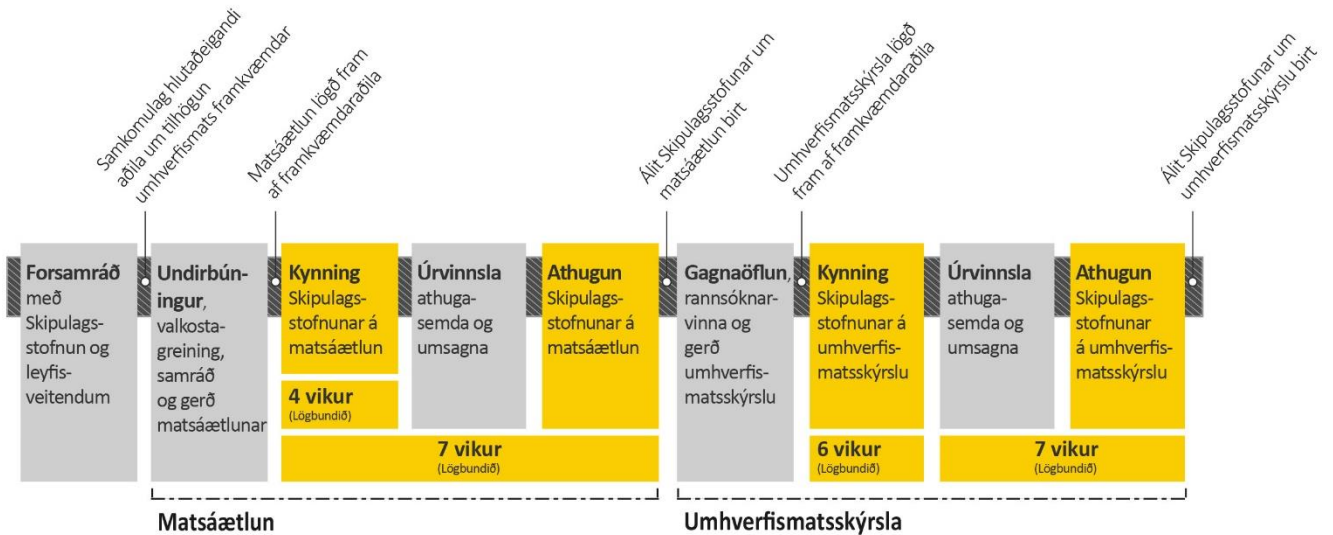 Samkomulag hlutaðeigandi
aðila um tilhögun
umhverfismats framkvæmdar
Matsáætlun lögð fram
af framkvæmdaraðila
Álit Skipulagsstofunar um
matsáætlun birt
Umhverfismatsskýrsla lögð
fram af framkvæmdaraðila
Álit Skipulagsstofunar um
umhverfismatsskýrslu birt
Forsamráð
með
Skipulags-
stofnun og
leyfis-
veitendum
Undirbún-
ingur,
valkosta-
greining,
samráð
og gerð
matsáætlunar
Kynning
Skipulags-
stofnunar á
matsáætlun
4 vikur
(Lögbundið)
Úrvinnsla
athuga-
semda og
umsagna
Athugun
Skipulags-
stofnunar á
matsáætlun
7 vikur
(Lögbundið)
Gagnaöflun,
rannsóknar-
vinna og
gerð
umhverfis-
matsskýrslu
Kynning
Skipulags-
stofnunar á
umhverfis-
matsskýrslu
6 vikur
(Lögbundið)
Úrvinnsla
athuga-
semda og
umsagna
Athugun
Skipulags-
stofnunar
á umhverfis-
matsskýrslu
7 vikur
(Lögbundið)
Matsáætlun
Umhverfismatsskýrsla